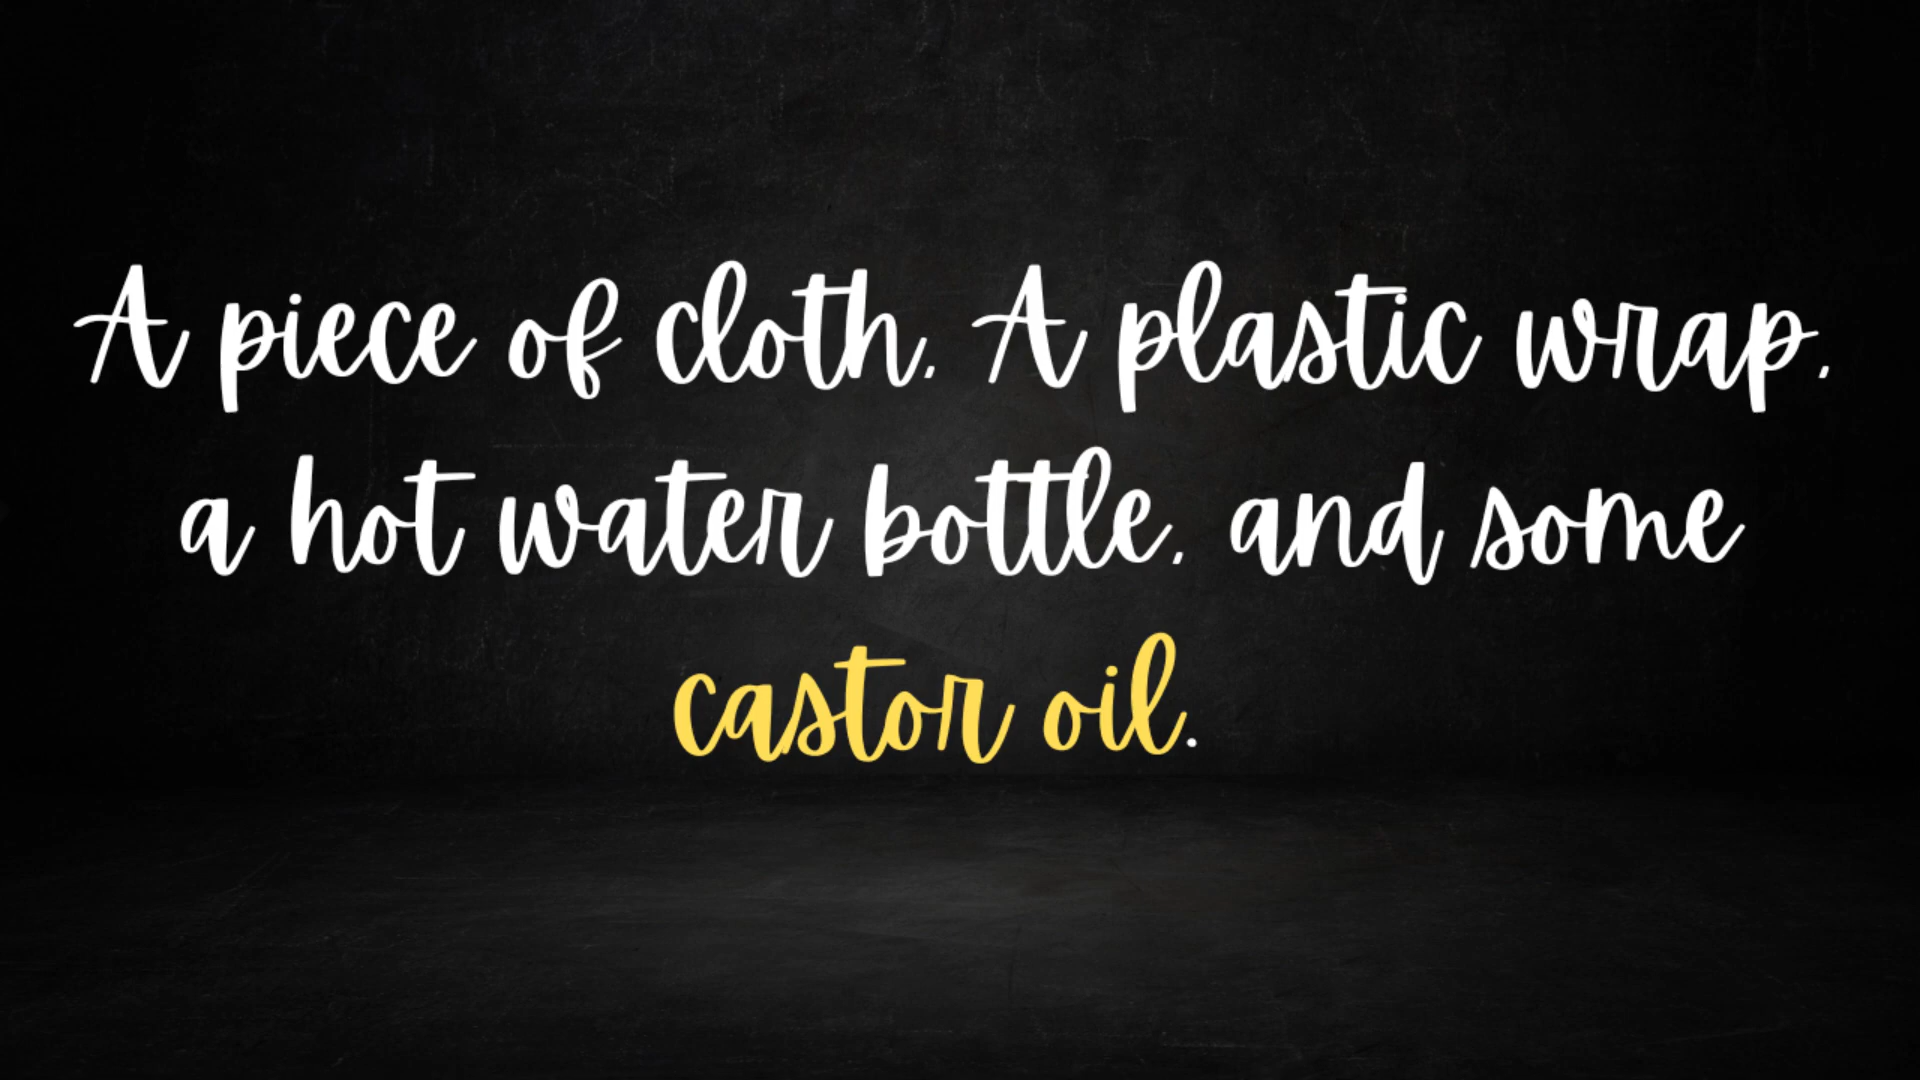 A piece of cloth, A plastic wrap,
a hot water bottle, and some
castor oil.